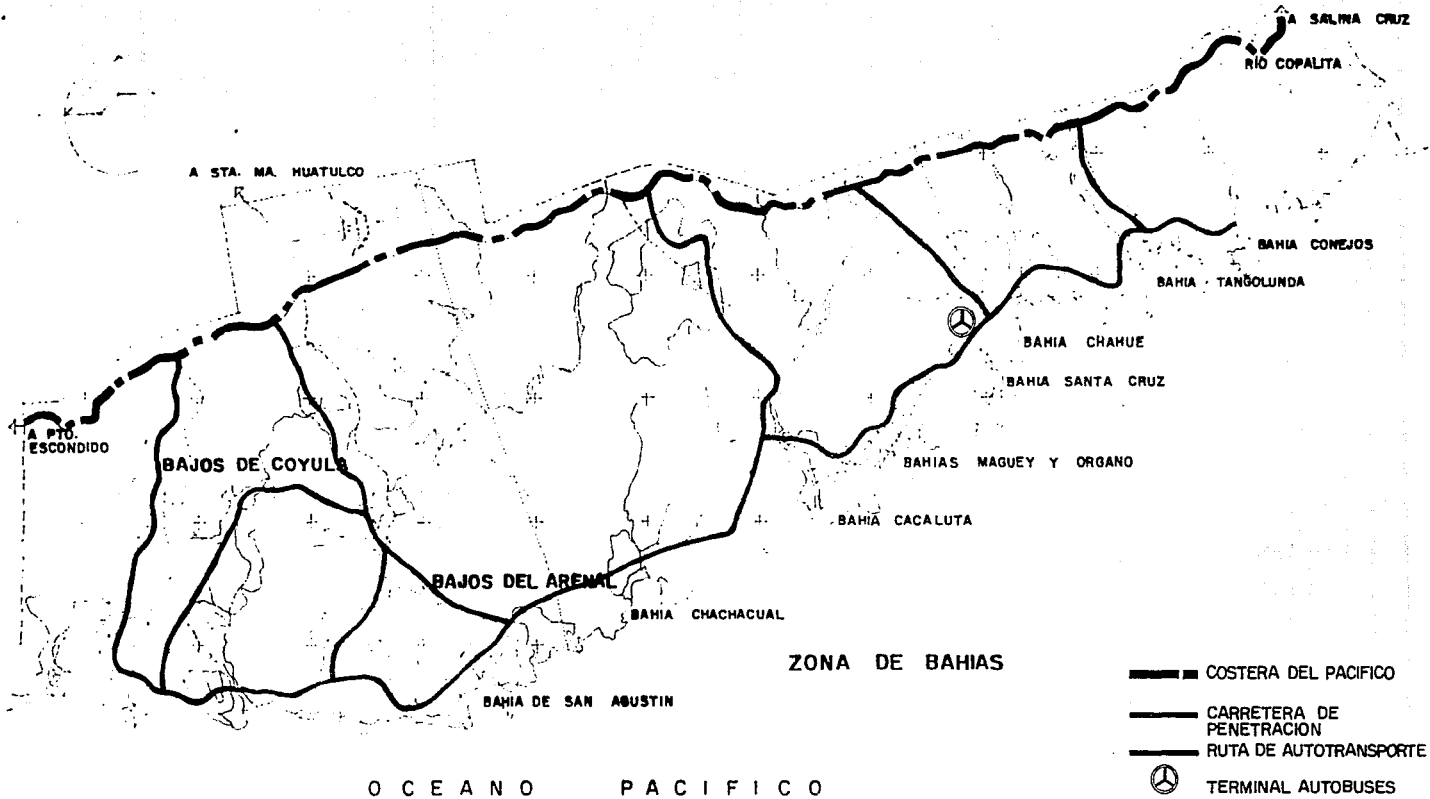 A SALINA CRUZ
RIO COPALITA
A STA. MA. HUATULCO
BAHIA CONEJOS
BAHIA TANGOLUNDA
BAHIA CHAHUE
BAHIA SANTA CRUZ
A PTO.
ESCONDIDO
BAJOS DE COYULA
BAHIAS MAGUEY Y ORGANO
BAHIA CACALUTA
BAJOS DEL ARENAL
BAHIA CHACHACUAL
ZONA DE BAHIAS
BAHIA DE SAN AGUSTIN
COSTERA DEL PACIFICO
CARRETERA DE
PENETRACION
RUTA DE AUTOTRANSPORTE
TERMINAL AUTOBUSES
OCEANO PACIFICO